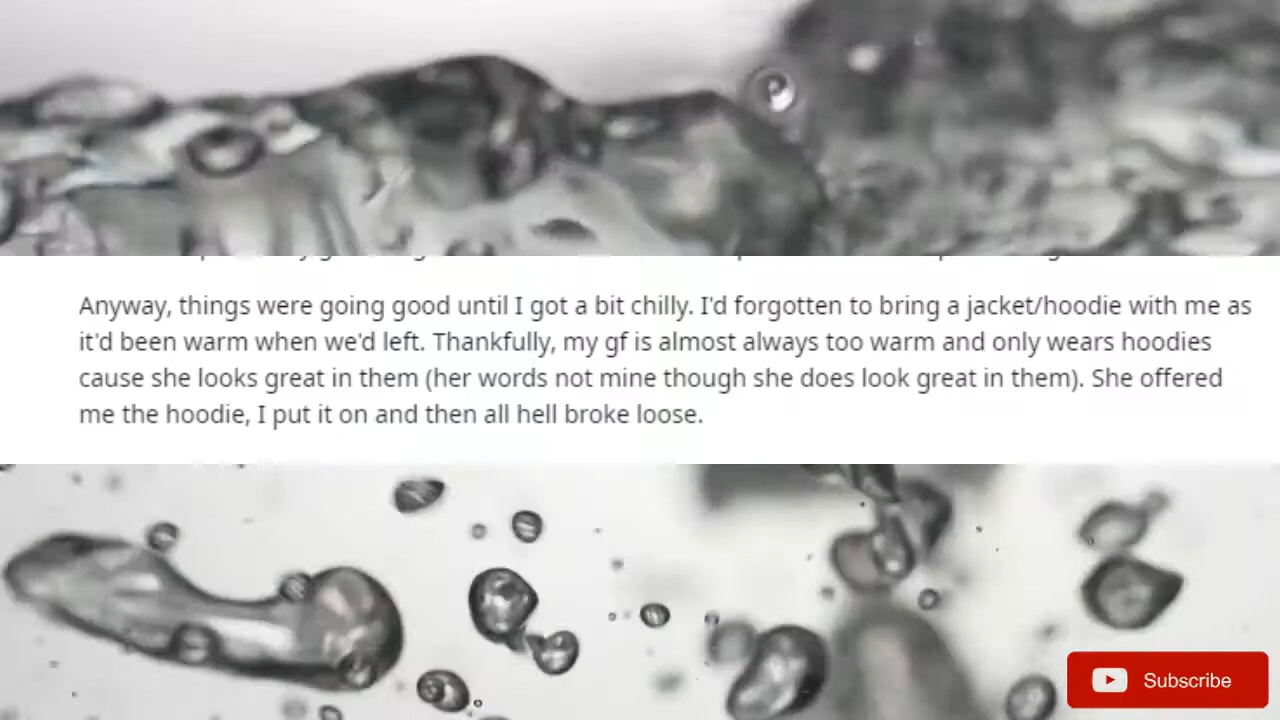 Anyway, things were going good until I got a bit chilly. I'd forgotten to bring a jacket/hoodie with me as
it'd been warm when we'd left. Thankfully, my gf is almost always too warm and only wears hoodies
cause she looks great in them (her words not mine though she does look great in them). She offered
me the hoodie, I put it on and then all hell broke loose.
Subscribe